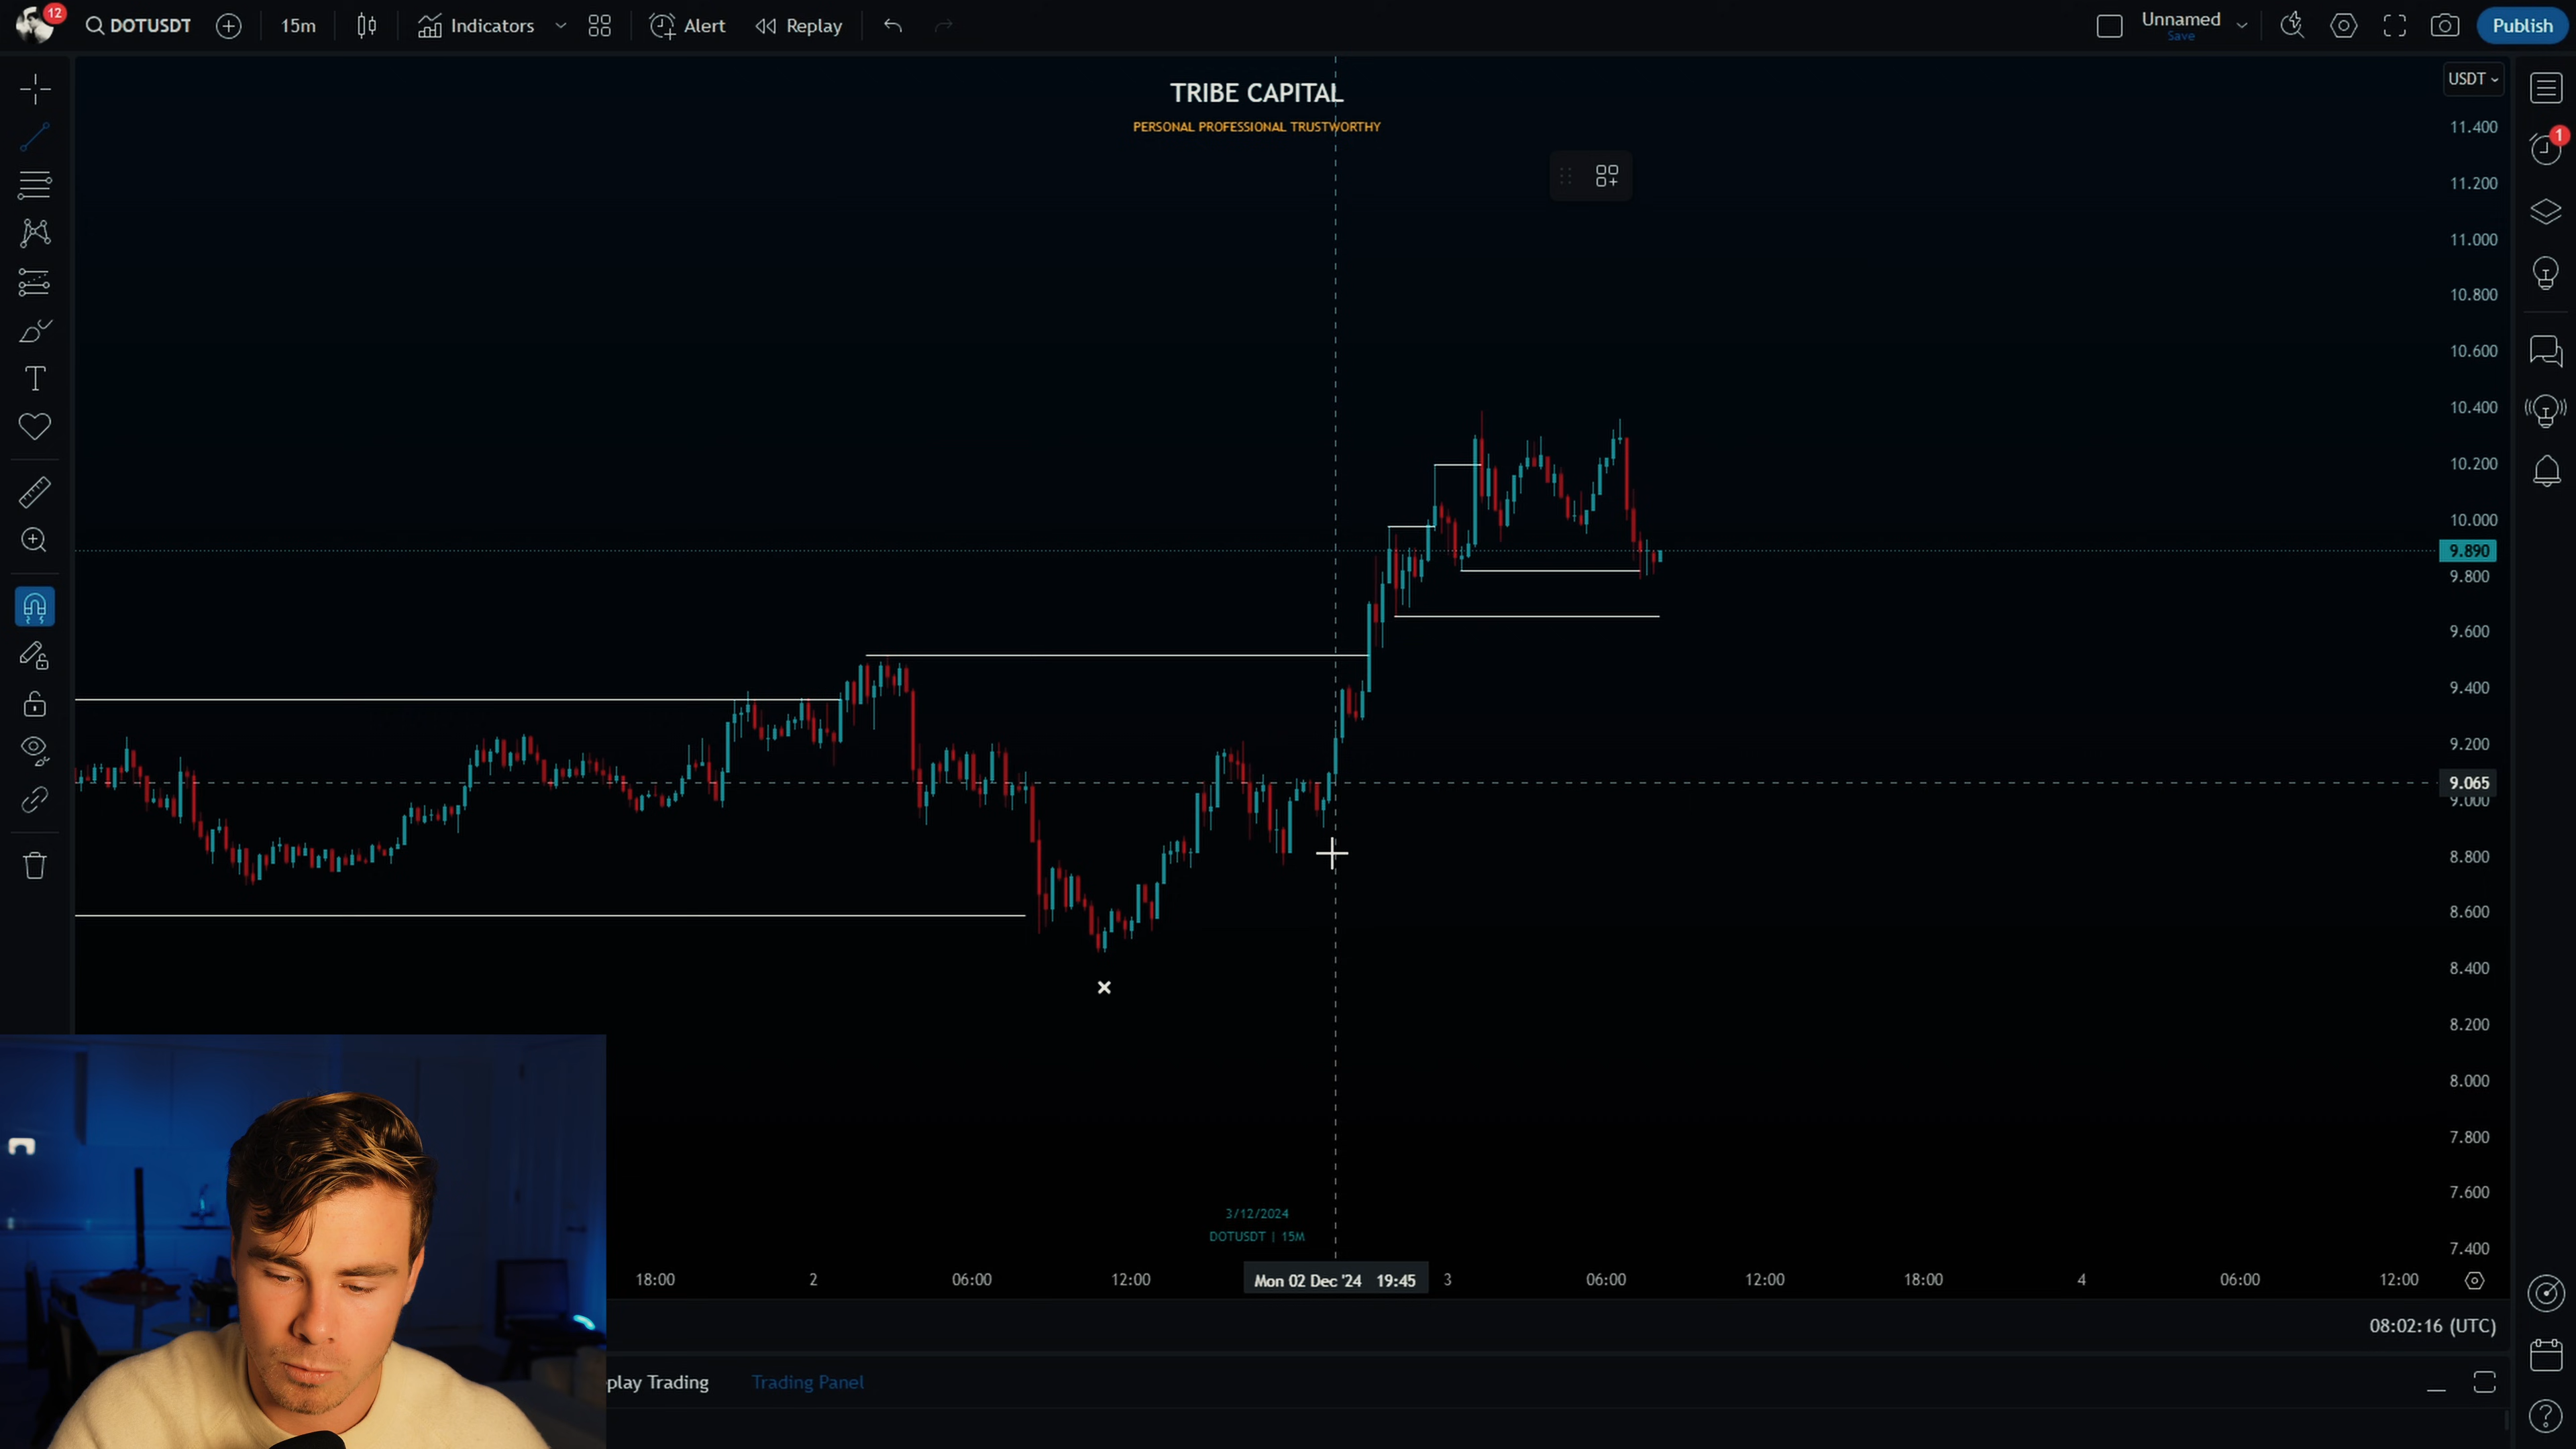 12
DOTUSDT
15m
Indicators
Alert
Replay
Unnamed
Save
Publish
TRIBE CAPITAL
PERSONAL PROFESSIONAL TRUSTWORTHY
USDT
1
11.400
11.200
11.000
10.800
10.600
10.400
10.200
10.000
9.890
9.800
9.600
9.400
9.200
9.065
9.000
8.800
8.600
8.400
8.200
8.000
7.800
7.600
7.400
3/12/2024
DOTUSDT | 15M
18:00 2 06:00 12:00 Mon 02 Dec '24 19:45 3 06:00 12:00 18:00 4 06:00 12:00
08:02:16 (UTC)
play Trading
Trading Panel